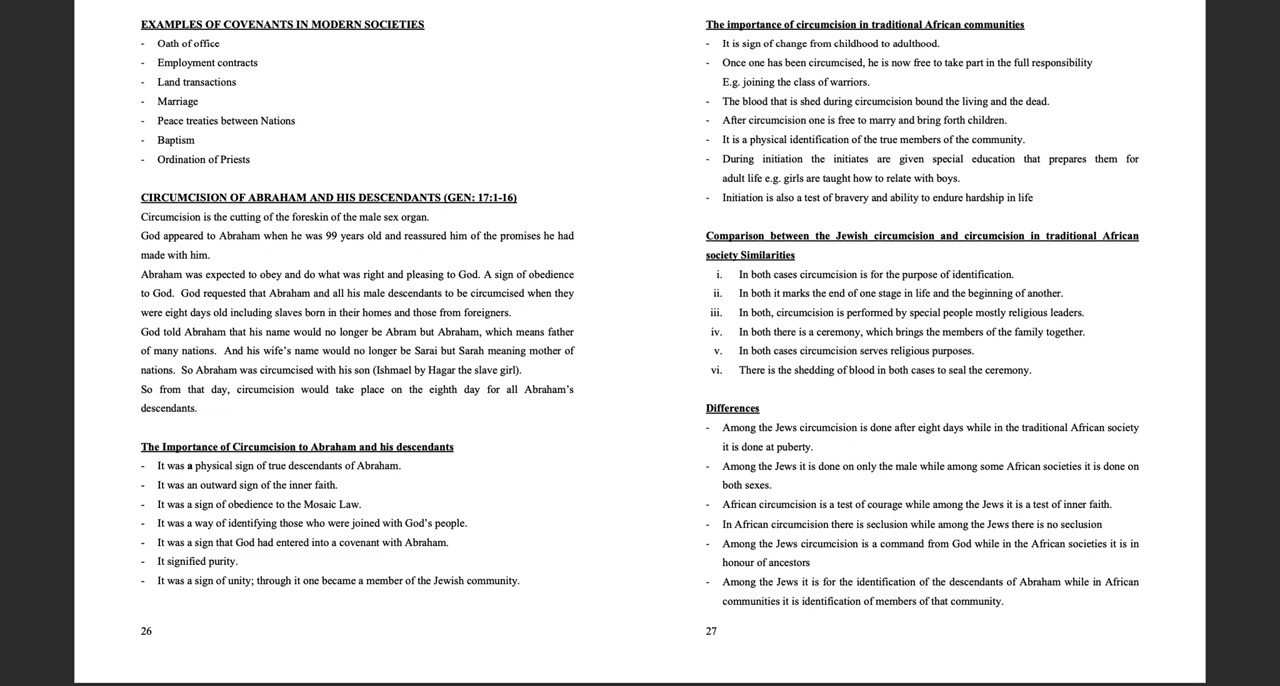 EXAMPLES OF COVENANTS IN MODERN SOCIETIES
- Oath of office
- Employment contracts
- Land transactions
- Marriage
- Peace treaties between Nations
- Baptism
- Ordination of Priests
CIRCUMCISION OF ABRAHAM AND HIS DESCENDANTS (GEN: 17:1-16)
Circumcision is the cutting of the foreskin of the male sex organ.
God appeared to Abraham when he was 99 years old and reassured him of the promises he had
made with him.
Abraham was expected to obey and do what was right and pleasing to God. A sign of obedience
to God. God requested that Abraham and all his male descendants to be circumcised when they
were eight days old including slaves born in their homes and those from foreigners.
God told Abraham that his name would no longer be Abram but Abraham, which means father
of many nations. And his wife's name would no longer be Sarai but Sarah meaning mother of
nations. So Abraham was circumcised with his son (Ishmael by Hagar the slave girl).
So from that day, circumcision would take place on the eighth day for all Abraham's
descendants.
The Importance of Circumcision to Abraham and his descendants
- It was a physical sign of true descendants of Abraham.
- It was an outward sign of the inner faith.
- It was a sign of obedience to the Mosaic Law.
- It was a way of identifying those who were joined with God's people.
- It was a sign that God had entered into a covenant with Abraham.
- It signified purity.
- It was a sign of unity; through it one became a member of the Jewish community.
26
The importance of circumcision in traditional African communities
- It is sign of change from childhood to adulthood.
- Once one has been circumcised, he is now free to take part in the full responsibility
E.g. joining the class of warriors.
- The blood that is shed during circumcision bound the living and the dead.
- After circumcision one is free to marry and bring forth children.
- It is a physical identification of the true members of the community.
- During initiation the initiates are given special education that prepares them for
adult life e.g. girls are taught how to relate with boys.
- Initiation is also a test of bravery and ability to endure hardship in life
Comparison between the Jewish circumcision and circumcision in traditional African
society Similarities
i. In both cases circumcision is for the purpose of identification.
ii. In both it marks the end of one stage in life and the beginning of another.
iii. In both, circumcision is performed by special people mostly religious leaders.
iv. In both there is a ceremony, which brings the members of the family together.
v. In both cases circumcision serves religious purposes.
vi. There is the shedding of blood in both cases to seal the ceremony.
Differences
- Among the Jews circumcision is done after eight days while in the traditional African society
it is done at puberty.
- Among the Jews it is done on only the male while among some African societies it is done on
both sexes.
- African circumcision is a test of courage while among the Jews it is a test of inner faith.
- In African circumcision there is seclusion while among the Jews there is no seclusion
- Among the Jews circumcision is a command from God while in the African societies it is in
honour of ancestors
- Among the Jews it is for the identification of the descendants of Abraham while in African
communities it is identification of members of that community.
27